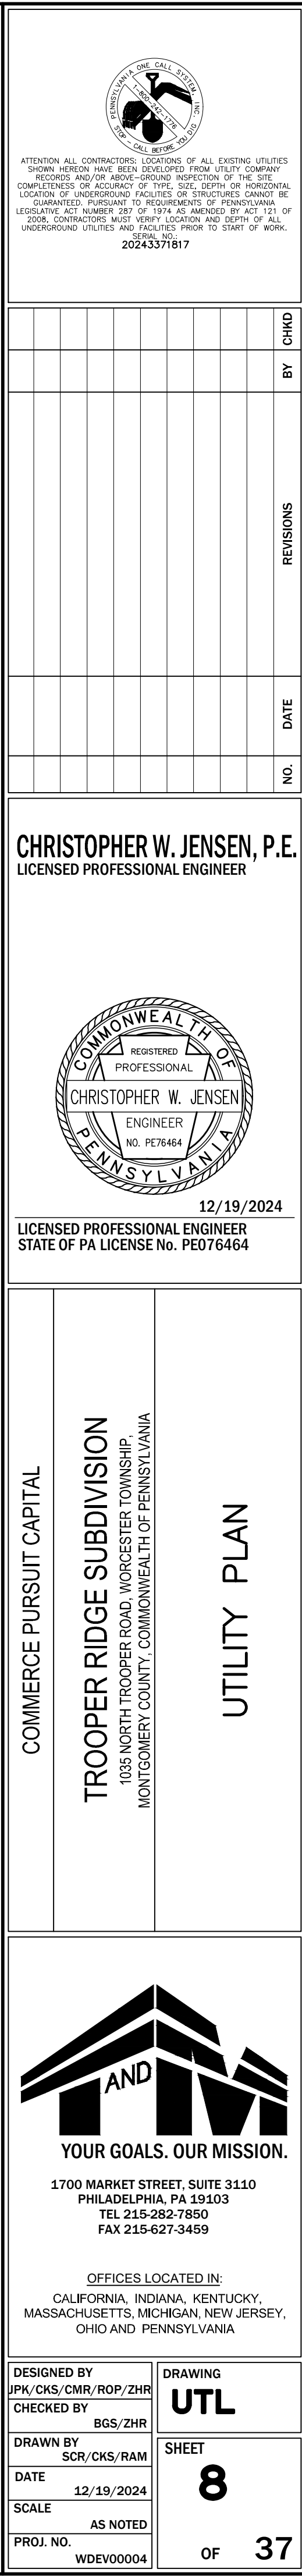 PENNSYLVANIA ONE CALL SYSTEM, INC.
1-800-242-1776
STOP - CALL BEFORE YOU DIG
ATTENTION ALL CONTRACTORS: LOCATIONS OF ALL EXISTING UTILITIES
SHOWN HEREON HAVE BEEN DEVELOPED FROM UTILITY COMPANY
RECORDS AND/OR ABOVE-GROUND INSPECTION OF THE SITE
COMPLETENESS OR ACCURACY OF TYPE, SIZE, DEPTH OR HORIZONTAL
LOCATION OF UNDERGROUND FACILITIES OR STRUCTURES CANNOT BE
GUARANTEED. PURSUANT TO REQUIREMENTS OF PENNSYLVANIA
LEGISLATIVE ACT NUMBER 287 OF 1974 AS AMENDED BY ACT 121 OF
2008, CONTRACTORS MUST VERIFY LOCATION AND DEPTH OF ALL
UNDERGROUND UTILITIES AND FACILITIES PRIOR TO START OF WORK.
SERIAL NO.:
20243371817
NO. DATE REVISIONS BY CHKD
CHRISTOPHER W. JENSEN, P.E.
LICENSED PROFESSIONAL ENGINEER
COMMONWEALTH OF
REGISTERED
PROFESSIONAL
CHRISTOPHER W. JENSEN
ENGINEER
NO. PE76464
PENNSYLVANIA
12/19/2024
LICENSED PROFESSIONAL ENGINEER
STATE OF PA LICENSE No. PE076464
COMMERCE PURSUIT CAPITAL
TROOPER RIDGE SUBDIVISION
1035 NORTH TROOPER ROAD, WORCESTER TOWNSHIP,
MONTGOMERY COUNTY, COMMONWEALTH OF PENNSYLVANIA
UTILITY PLAN
T AND M
YOUR GOALS. OUR MISSION.
1700 MARKET STREET, SUITE 3110
PHILADELPHIA, PA 19103
TEL 215-282-7850
FAX 215-627-3459
OFFICES LOCATED IN:
CALIFORNIA, INDIANA, KENTUCKY,
MASSACHUSETTS, MICHIGAN, NEW JERSEY,
OHIO AND PENNSYLVANIA
DESIGNED BY
JPK/CKS/CMR/ROP/ZHR
CHECKED BY
BGS/ZHR
DRAWN BY
SCR/CKS/RAM
DATE
12/19/2024
SCALE
AS NOTED
PROJ. NO.
WDEV00004
DRAWING
UTL
SHEET
8
OF 37